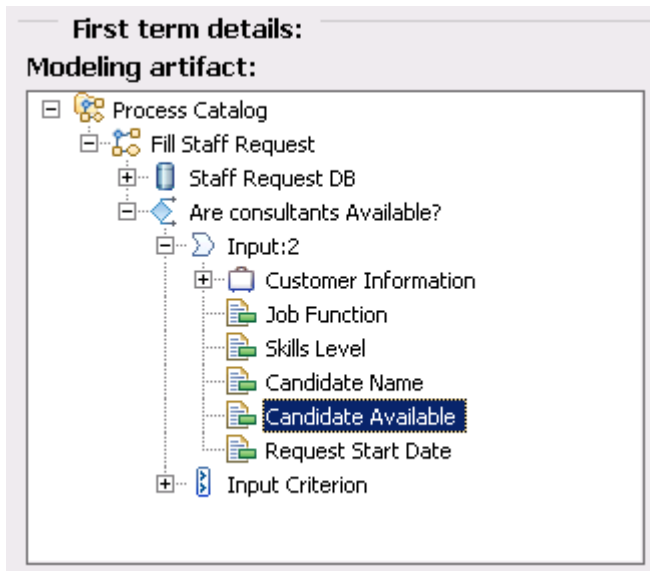 First term details:
Modeling artifact:
Process Catalog
Fill Staff Request
Staff Request DB
Are consultants Available?
Input:2
Customer Information
Job Function
Skills Level
Candidate Name
Candidate Available
Request Start Date
Input Criterion